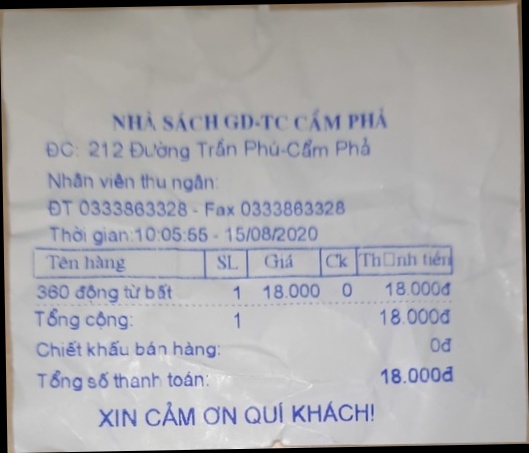 NHÀ SÁCH GD-TC CẨM PHẢ
ĐC: 212 Đường Trần Phú-Cẩm Phả
Nhân viên thu ngân:
ĐT 0333863328 - Fax 0333863328
Thời gian:10:05:55 - 15/08/2020
Tên hàng SL Giá Ck Th□nh tiền
360 động từ bất 1 18.000 0 18.000đ
Tổng cộng: 1 18.000đ
Chiết khấu bán hàng: 0đ
Tổng số thanh toán: 18.000đ
XIN CẢM ƠN QUÍ KHÁCH!